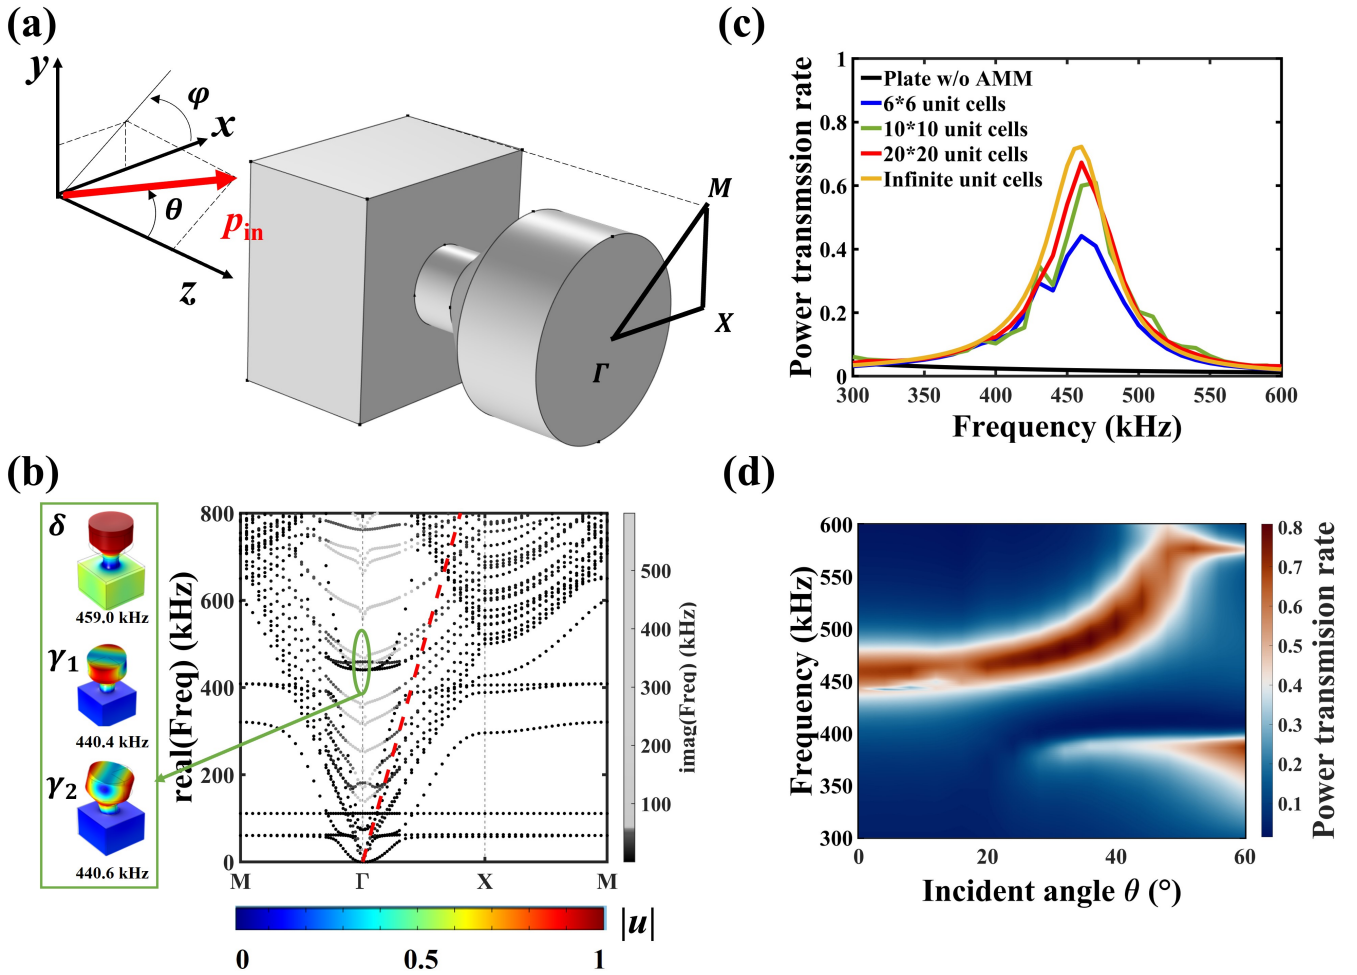 (a)
y
φ
x
θ
p_in
z
M
X
Γ
(c)
Power transmssion rate
1
0.8
0.6
0.4
0.2
0
Plate w/o AMM
6*6 unit cells
10*10 unit cells
20*20 unit cells
Infinite unit cells
300 350 400 450 500 550 600
Frequency (kHz)
(b)
δ
459.0 kHz
γ1
440.4 kHz
γ2
440.6 kHz
real(Freq) (kHz)
800
600
400
200
0
M Γ X M
500
400
300
200
100
imag(Freq) (kHz)
|u|
0 0.5 1
(d)
Frequency (kHz)
600
550
500
450
400
350
300
0 20 40 60
Incident angle θ (°)
0.8
0.7
0.6
0.5
0.4
0.3
0.2
0.1
Power transmision rate